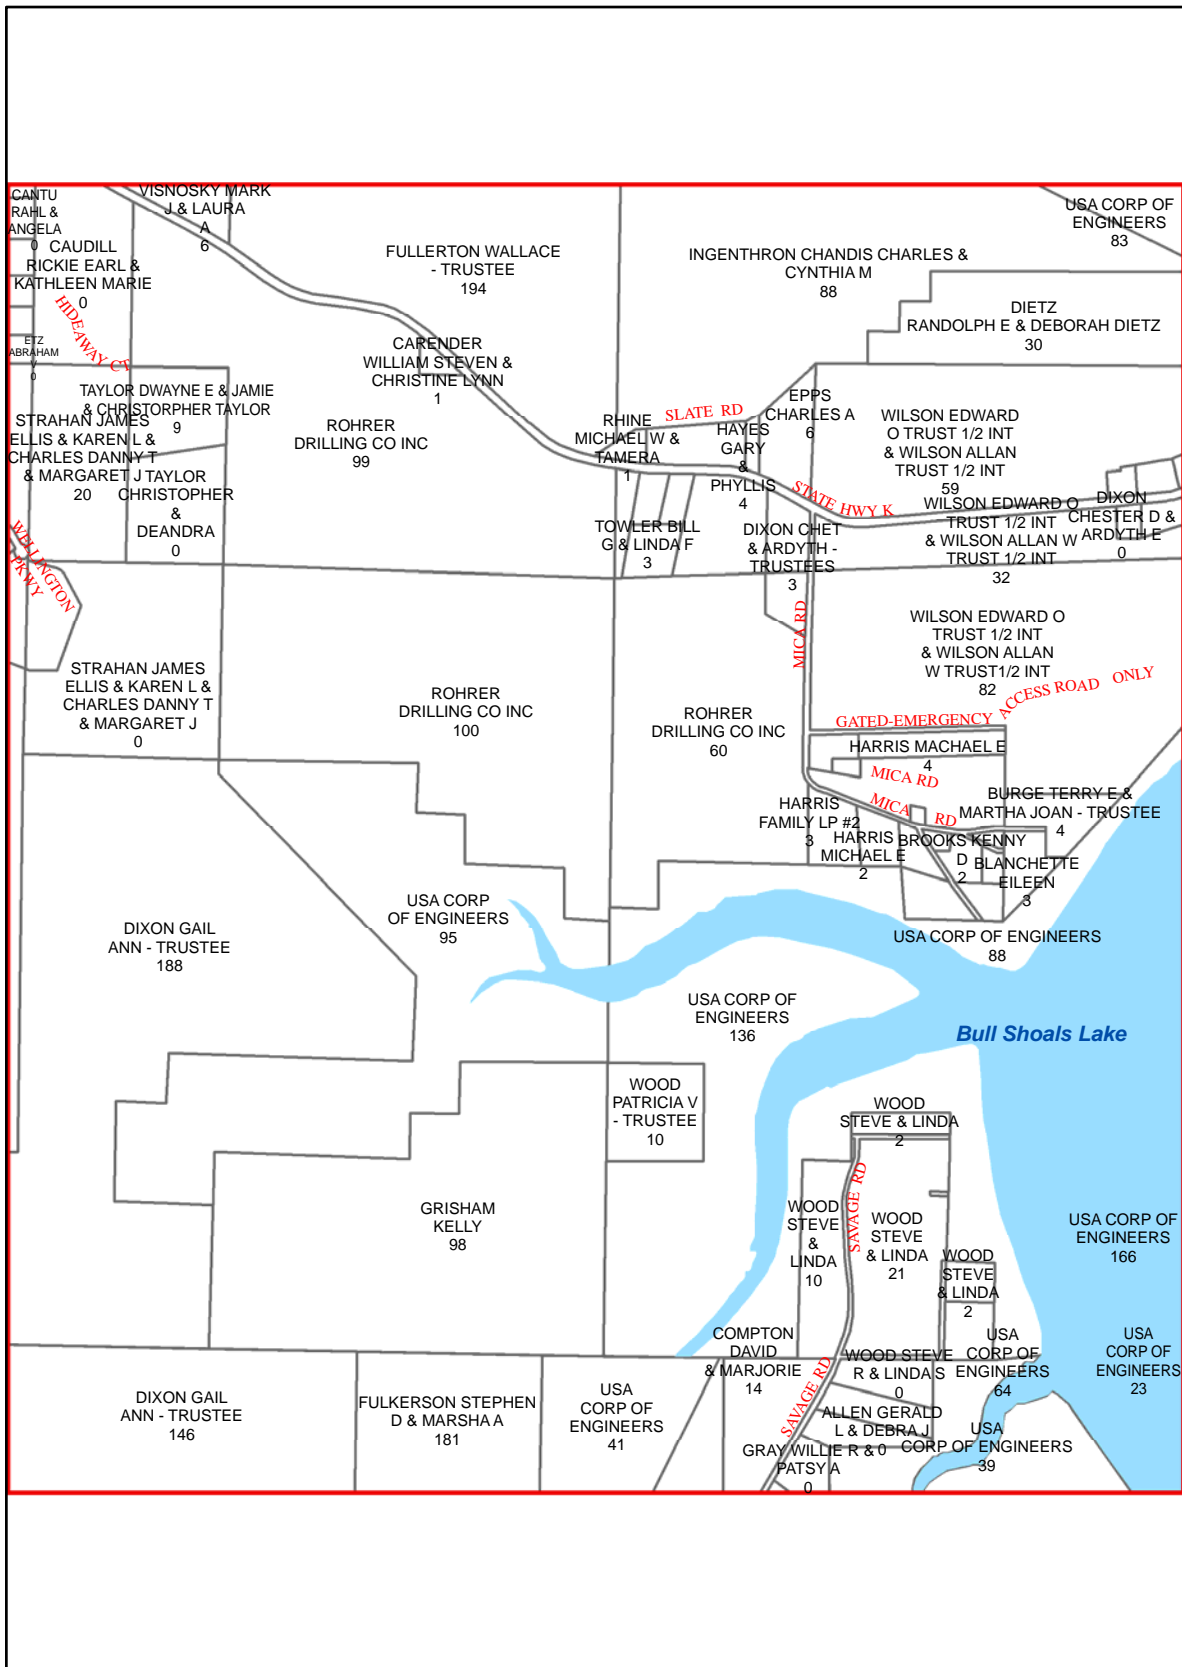 CANTU
RAHL &
ANGELA
0
CAUDILL
RICKIE EARL &
KATHLEEN MARIE
0
VISNOSKY MARK
J & LAURA
A
6
FULLERTON WALLACE
- TRUSTEE
194
INGENTHRON CHANDIS CHARLES &
CYNTHIA M
88
USA CORP OF
ENGINEERS
83
DIETZ
RANDOLPH E & DEBORAH DIETZ
30
HIDEAWAY CT
ETZ
ABRAHAM
V
0
CARENDER
WILLIAM STEVEN &
CHRISTINE LYNN
1
TAYLOR DWAYNE E & JAMIE
& CHRISTORPHER TAYLOR
9
STRAHAN JAMES
ELLIS & KAREN L &
CHARLES DANNY T
& MARGARET J
20
TAYLOR
CHRISTOPHER
&
DEANDRA
0
ROHRER
DRILLING CO INC
99
RHINE
MICHAEL W &
TAMERA
1
SLATE RD
HAYES
GARY
&
PHYLLIS
4
EPPS
CHARLES A
6
WILSON EDWARD
O TRUST 1/2 INT
& WILSON ALLAN
TRUST 1/2 INT
59
STATE HWY K
WILSON EDWARD O
TRUST 1/2 INT
& WILSON ALLAN W
TRUST 1/2 INT
32
DIXON
CHESTER D &
ARDYTH E
0
TOWLER BILL
G & LINDA F
3
DIXON CHET
& ARDYTH -
TRUSTEES
3
WELLINGTON
PKWY
MICA RD
WILSON EDWARD O
TRUST 1/2 INT
& WILSON ALLAN
W TRUST1/2 INT
82
STRAHAN JAMES
ELLIS & KAREN L &
CHARLES DANNY T
& MARGARET J
0
ROHRER
DRILLING CO INC
100
ROHRER
DRILLING CO INC
60
GATED-EMERGENCY ACCESS ROAD ONLY
HARRIS MACHAEL E
4
MICA RD
MICA RD
BURGE TERRY E &
MARTHA JOAN - TRUSTEE
4
HARRIS
FAMILY LP #2
3
HARRIS
MICHAEL E
2
BROOKS KENNY
D
2
BLANCHETTE
EILEEN
3
USA CORP
OF ENGINEERS
95
DIXON GAIL
ANN - TRUSTEE
188
USA CORP OF ENGINEERS
88
USA CORP OF
ENGINEERS
136
Bull Shoals Lake
WOOD
PATRICIA V
- TRUSTEE
10
WOOD
STEVE & LINDA
2
SAVAGE RD
GRISHAM
KELLY
98
WOOD
STEVE
&
LINDA
10
WOOD
STEVE
& LINDA
21
WOOD
STEVE
& LINDA
2
USA CORP OF
ENGINEERS
166
COMPTON
DAVID
& MARJORIE
14
SAVAGE RD
WOOD STEVE
R & LINDA S
0
USA
CORP OF
ENGINEERS
64
USA
CORP OF
ENGINEERS
23
DIXON GAIL
ANN - TRUSTEE
146
FULKERSON STEPHEN
D & MARSHA A
181
USA
CORP OF
ENGINEERS
41
ALLEN GERALD
L & DEBRA J
0
GRAY WILLIE R &
PATSY A
0
USA
CORP OF ENGINEERS
39